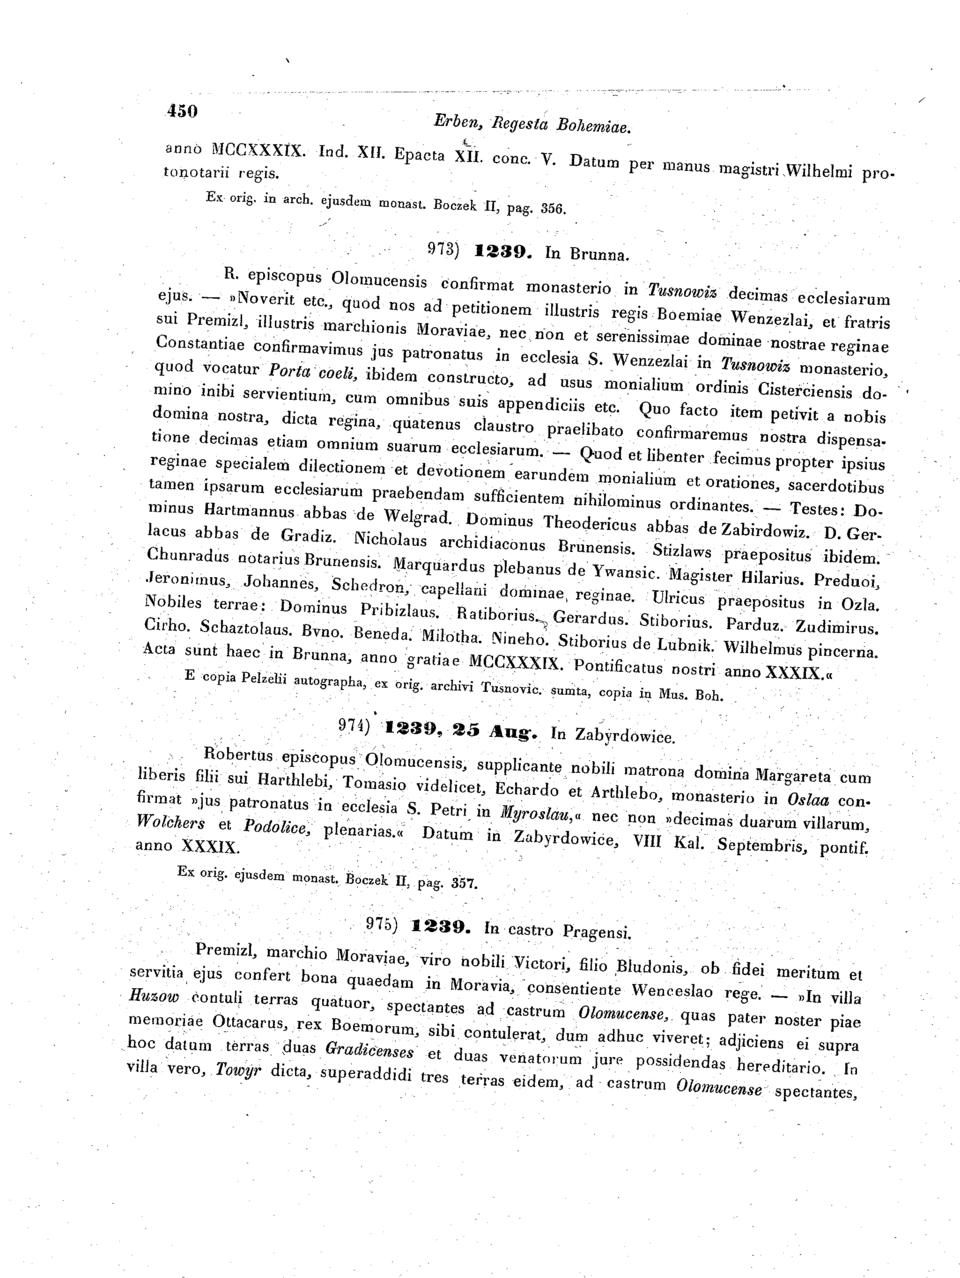 450
Erben, Regesta Bohemiae.
anno MCCXXXIX. Ind. XII. Epacta XII. conc. V. Datum per manus magistri Wilhelmi pro-
tonotarii regis.
Ex orig. in arch. ejusdem monast. Boczek II, pag. 356.
973) 1239. In Brunna.
R. episcopus Olomucensis confirmat monasterio in Tusnowiz decimas ecclesiarum
ejus. — »Noverit etc., quod nos ad petitionem illustris regis Boemiae Wenzezlai, et fratris
sui Premizl, illustris marchionis Moraviae, nec non et serenissimae dominae nostrae reginae
Constantiae confirmavimus jus patronatus in ecclesia S. Wenzezlai in Tusnowiz monasterio,
quod vocatur Porta coeli, ibidem constructo, ad usus monialium ordinis Cisterciensis do-
mino inibi servientium, cum omnibus suis appendiciis etc. Quo facto item petivit a nobis
domina nostra, dicta regina, quatenus claustro praelibato confirmaremus nostra dispensa-
tione decimas etiam omnium suarum ecclesiarum. — Quod et libenter fecimus propter ipsius
reginae specialem dilectionem et devotionem earundem monialium et orationes, sacerdotibus
tamen ipsarum ecclesiarum praebendam sufficientem nihilominus ordinantes. — Testes: Do-
minus Hartmannus abbas de Welgrad. Dominus Theodericus abbas de Zabirdowiz. D. Ger-
lacus abbas de Gradiz. Nicholaus archidiaconus Brunensis. Stizlaws praepositus ibidem.
Chunradus notarius Brunensis. Marquardus plebanus de Ywansic. Magister Hilarius. Preduoi,
Jeronimus, Johannes, Schedron, capellani dominae reginae. Ulricus praepositus in Ozla.
Nobiles terrae: Dominus Pribizlaus. Ratiborius. Gerardus. Stiborius. Parduz. Zudimirus.
Cirho. Schaztolaus. Bvno. Beneda. Milotha. Nineho. Stiborius de Lubnik. Wilhelmus pincerna.
Acta sunt haec in Brunna, anno gratiae MCCXXXIX. Pontificatus nostri anno XXXIX.«
E copia Pelzelii autographa, ex orig. archivi Tusnovic. sumta, copia in Mus. Boh.
974) 1239, 25 Aug. In Zabyrdowice.
Robertus episcopus Olomucensis, supplicante nobili matrona domina Margareta cum
liberis filii sui Harthlebi, Tomasio videlicet, Echardo et Arthlebo, monasterio in Oslaa con-
firmat »jus patronatus in ecclesia S. Petri in Myroslau,« nec non »decimas duarum villarum,
Wolchers et Podolice, plenarias.« Datum in Zabyrdowice, VIII Kal. Septembris, pontif.
anno XXXIX.
Ex orig. ejusdem monast. Boczek II, pag. 357.
975) 1239. In castro Pragensi.
Premizl, marchio Moraviae, viro nobili Victori, filio Bludonis, ob fidei meritum et
servitia ejus confert bona quaedam in Moravia, consentiente Wenceslao rege. — »In villa
Huzow contuli terras quatuor, spectantes ad castrum Olomucense, quas pater noster piae
memoriae Ottacarus, rex Boemorum, sibi contulerat, dum adhuc viveret; adjiciens ei supra
hoc datum terras duas Gradicenses et duas venatorum jure possidendas hereditario. In
villa vero, Towyr dicta, superaddidi tres terras eidem, ad castrum Olomucense spectantes,